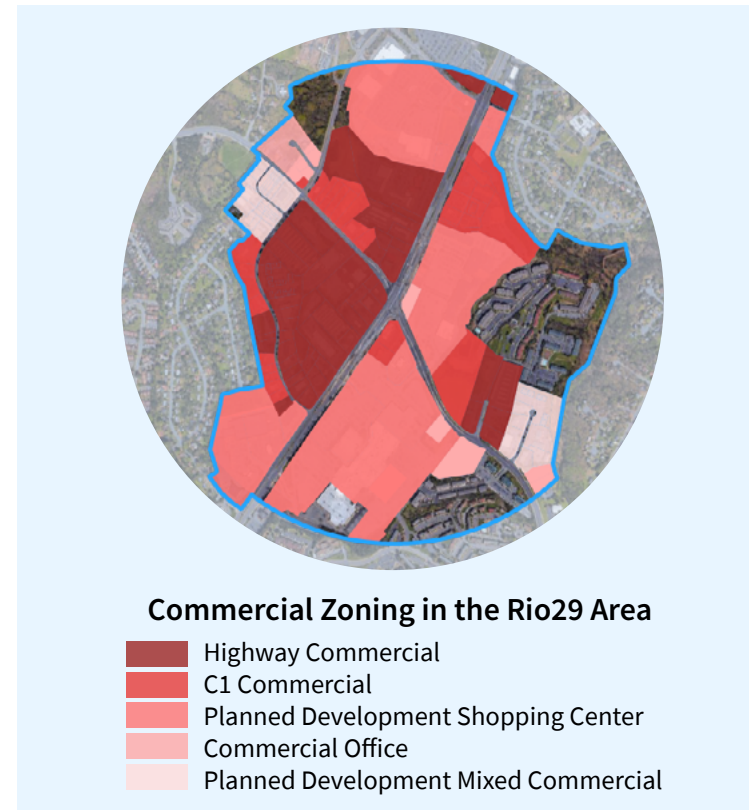 Commercial Zoning in the Rio29 Area
Highway Commercial
C1 Commercial
Planned Development Shopping Center
Commercial Office
Planned Development Mixed Commercial